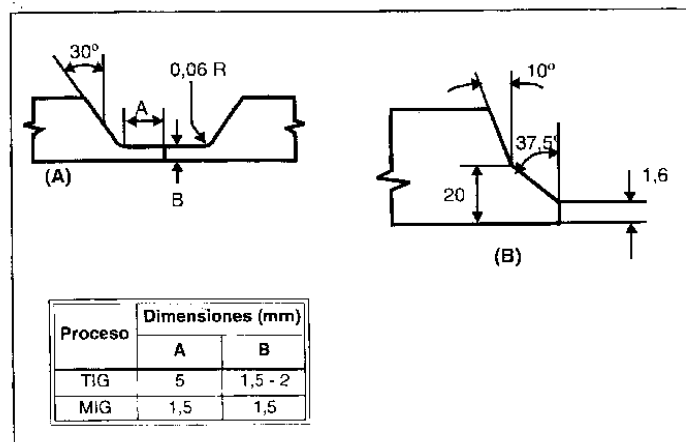 30º
0,06 R
A
B
(A)
10º
37,5º
20
1,6
(B)
Proceso
Dimensiones (mm)
A
B
TIG
5
1,5 - 2
MIG
1,5
1,5